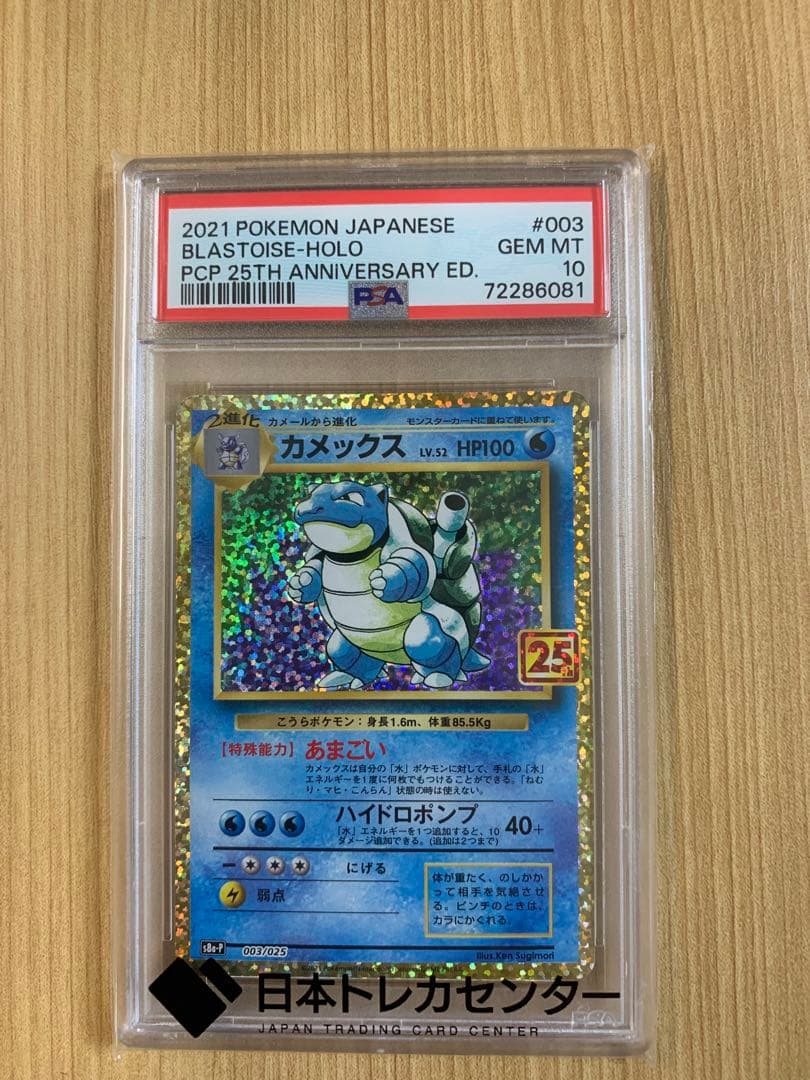 2021 POKEMON JAPANESE #003
BLASTOISE-HOLO GEM MT
PCP 25TH ANNIVERSARY ED. 10
PSA 72286081
2進化 カメールから進化 モンスターカードに重ねて使います。
カメックス LV.52 HP100
25th
こうらポケモン：身長1.6m、体重85.5Kg
【特殊能力】あまごい
カメックスは自分の「水」ポケモンに対して、手札の「水」
エネルギーを1度に何枚でもつけることができる。「ねむ
り・マヒ・こんらん」状態の時は使えない。
ハイドロポンプ 40+
「水」エネルギーを1つ追加すると、10
ダメージ追加できる。(追加は2つまで)
にげる
弱点
体が重たく、のしかか
って相手を気絶させ
る。ピンチのときは、
カラにかくれる。
s8a-P 003/025 Illus.Ken Sugimori
日本トレカセンター
JAPAN TRADING CARD CENTER